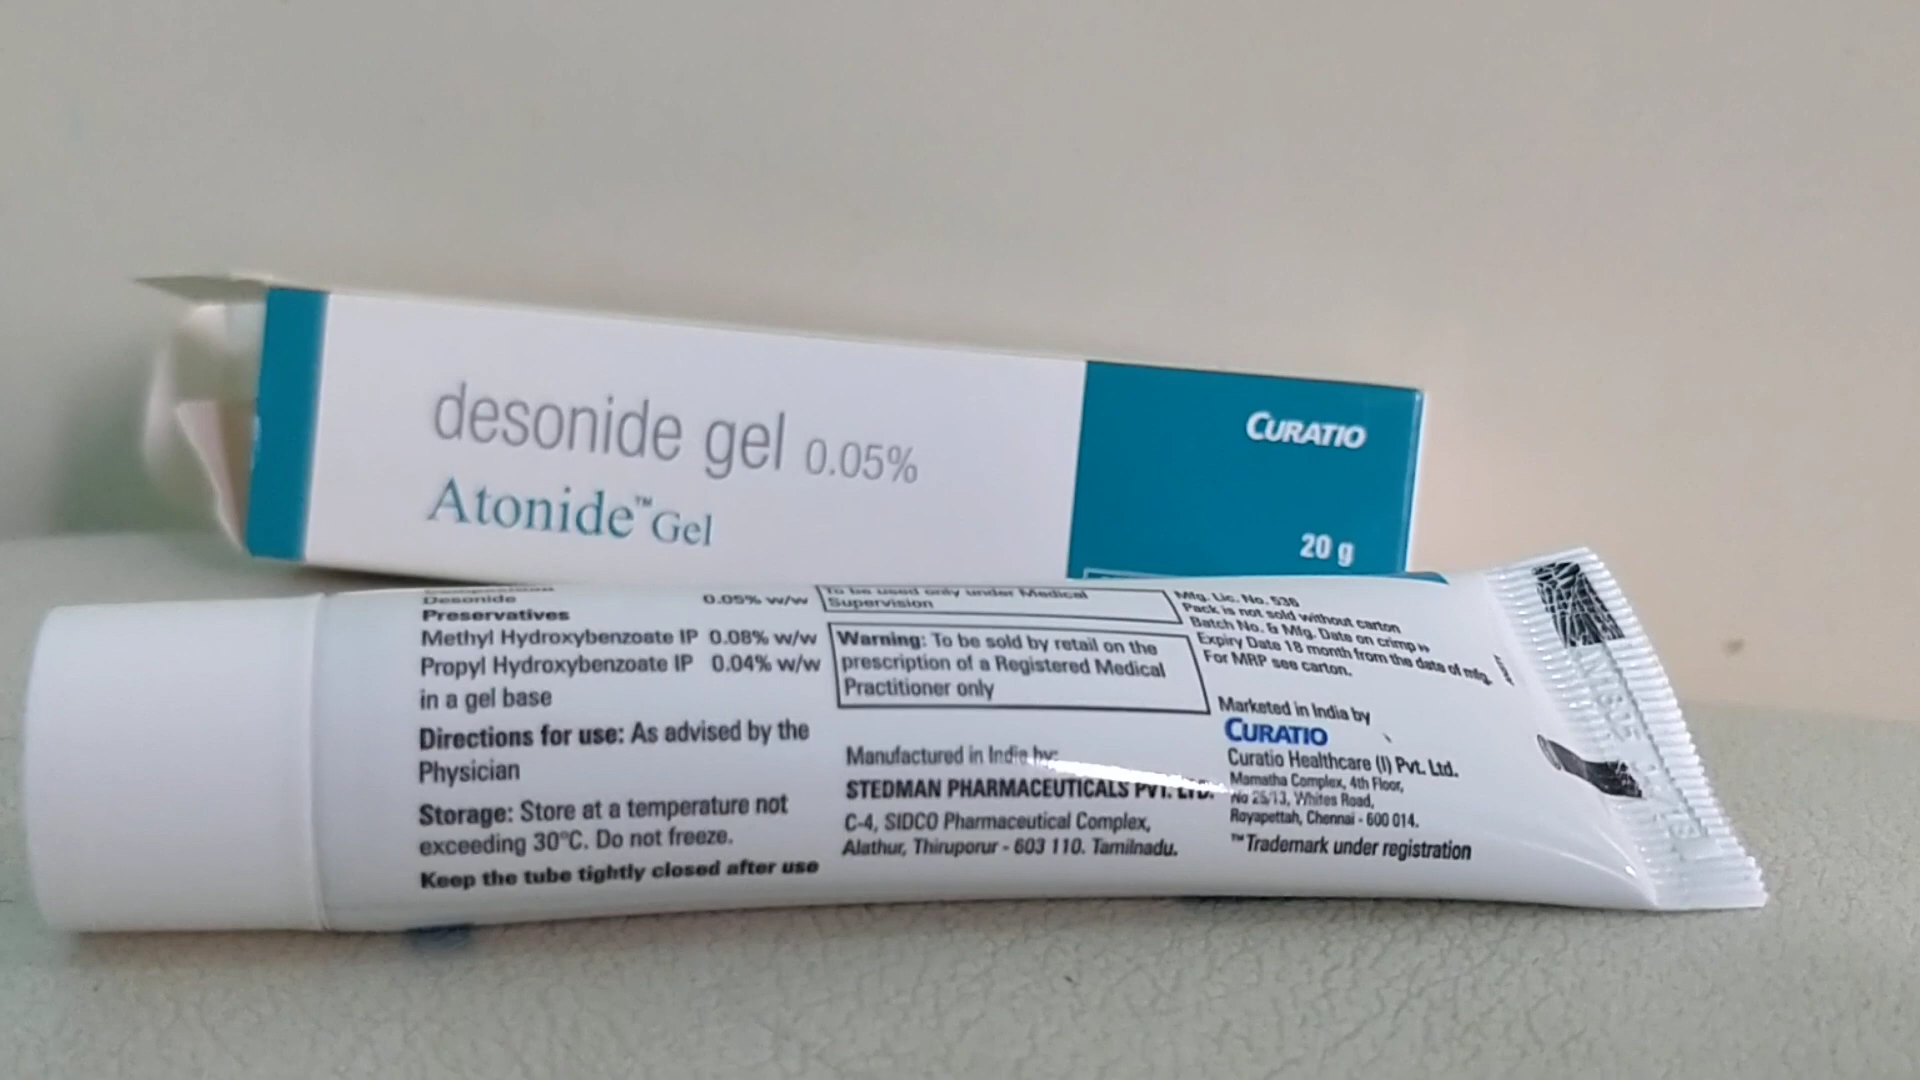 desonide gel 0.05%
Atonide™ Gel
CURATIO
20 g
Desonide 0.05% w/w
Preservatives
Methyl Hydroxybenzoate IP 0.08% w/w
Propyl Hydroxybenzoate IP 0.04% w/w
in a gel base
Directions for use: As advised by the
Physician
Storage: Store at a temperature not
exceeding 30°C. Do not freeze.
Keep the tube tightly closed after use
To be used only under Medical
Supervision
Warning: To be sold by retail on the
prescription of a Registered Medical
Practitioner only
Manufactured in India by:
STEDMAN PHARMACEUTICALS PVT. LTD.
C-4, SIDCO Pharmaceutical Complex,
Alathur, Thiruporur - 603 110. Tamilnadu.
Mfg. Lic. No. 536
Pack is not sold without carton
Batch No. & Mfg. Date on crimp »
Expiry Date 18 month from the date of mfg.
For MRP see carton.
Marketed in India by
CURATIO
Curatio Healthcare (I) Pvt. Ltd.
Mamatha Complex, 4th Floor,
No 25/13, Whites Road,
Royapettah, Chennai - 600 014.
™Trademark under registration